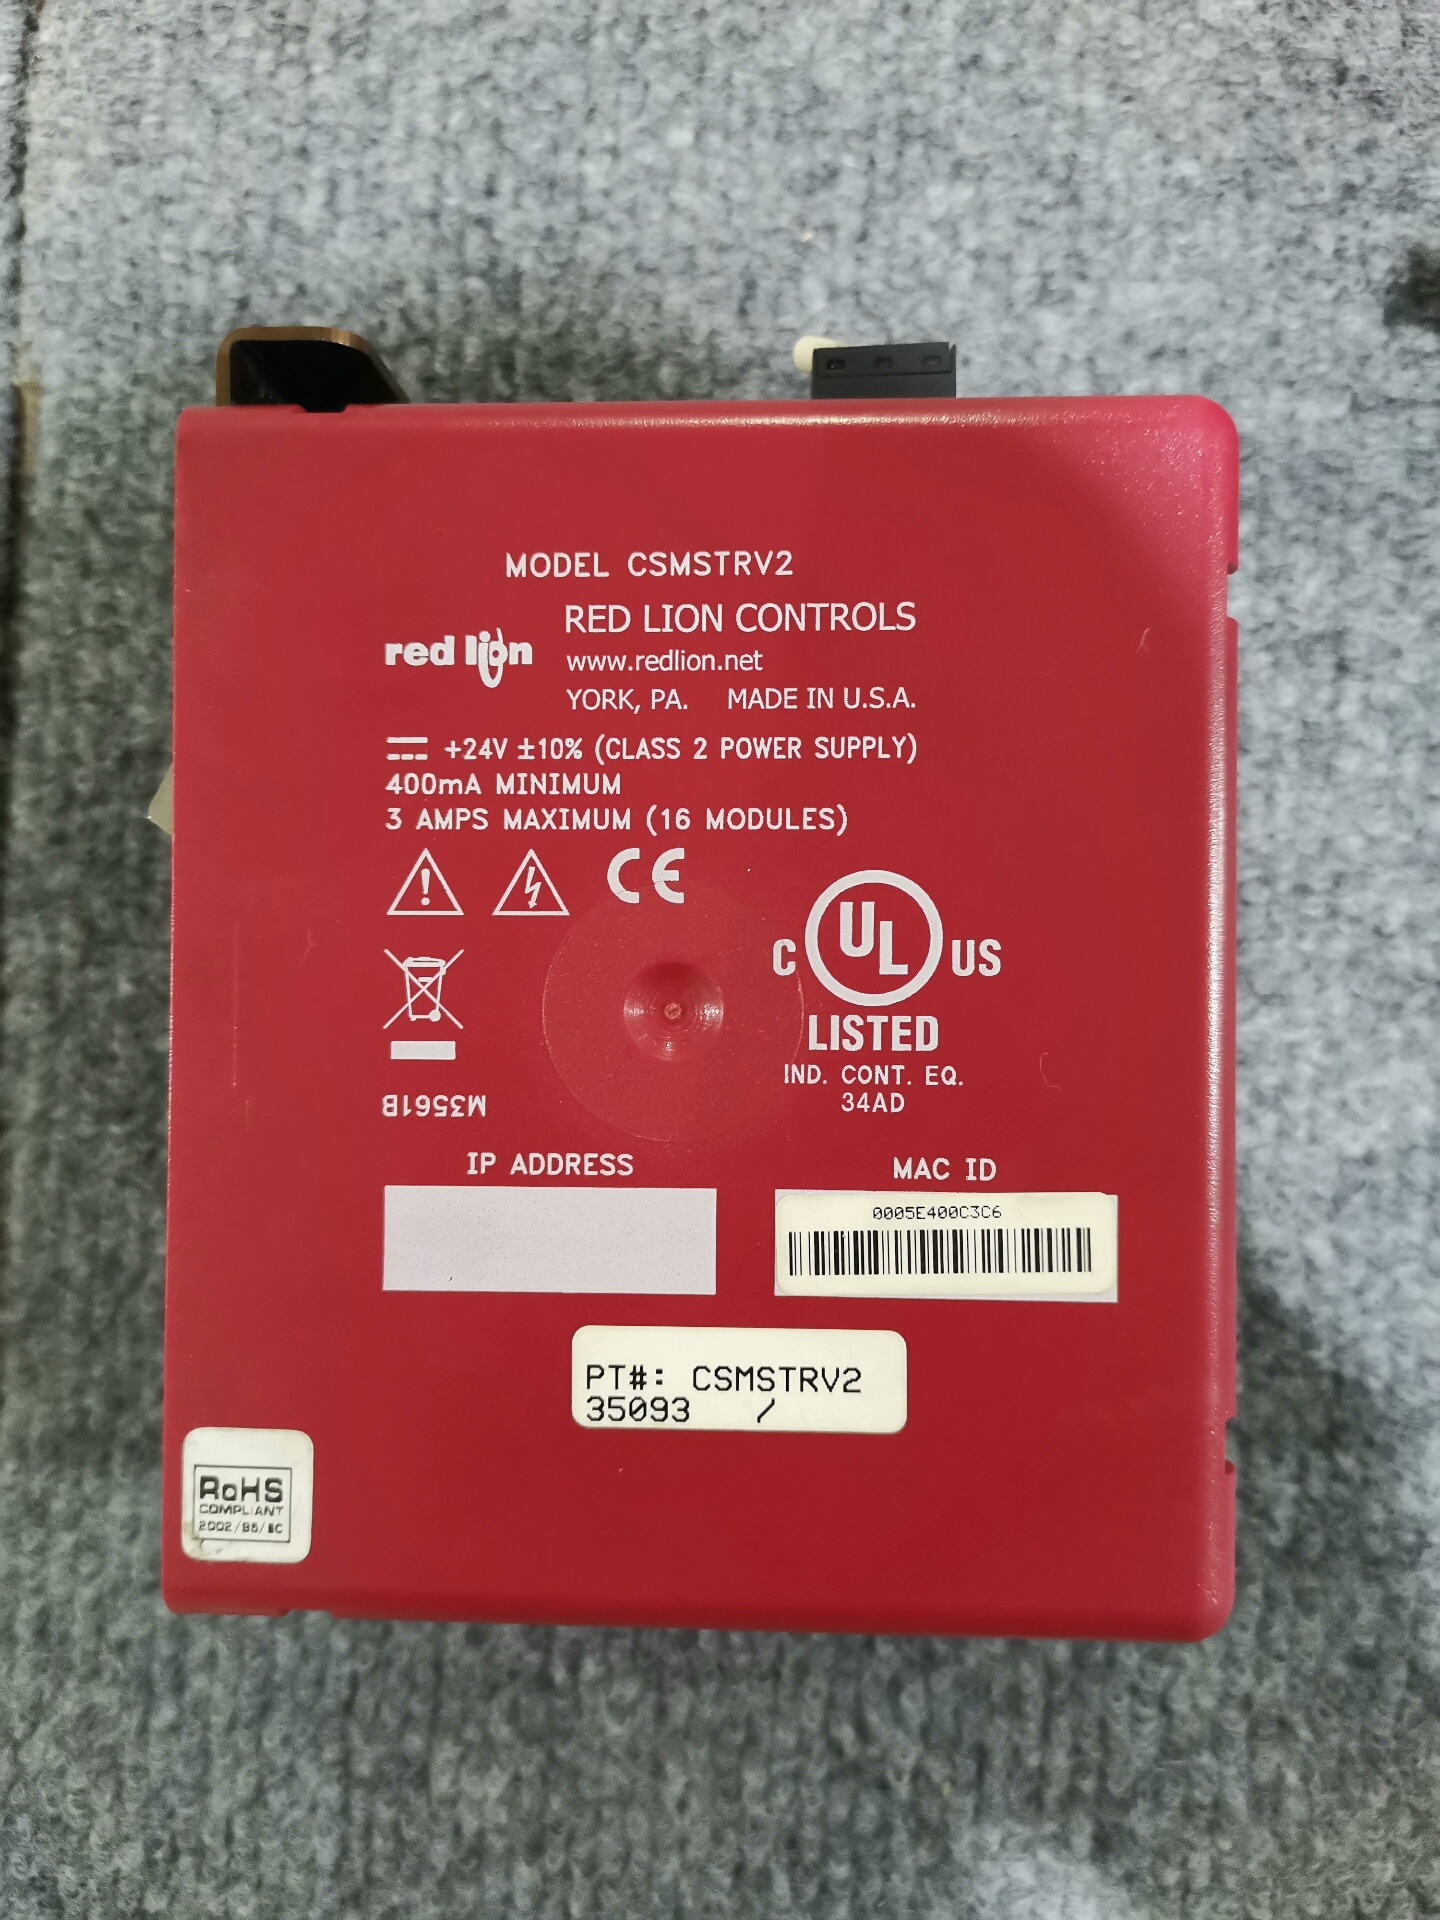 MODEL CSMSTRV2
red lion
RED LION CONTROLS
www.redlion.net
YORK, PA. MADE IN U.S.A.
+24V ±10% (CLASS 2 POWER SUPPLY)
400mA MINIMUM
3 AMPS MAXIMUM (16 MODULES)
CE
C UL US
LISTED
IND. CONT. EQ.
34AD
M3561B
IP ADDRESS
MAC ID
0005E400C3C6
PT#: CSMSTRV2
35093 /
RoHS
COMPLIANT
2002/95/EC